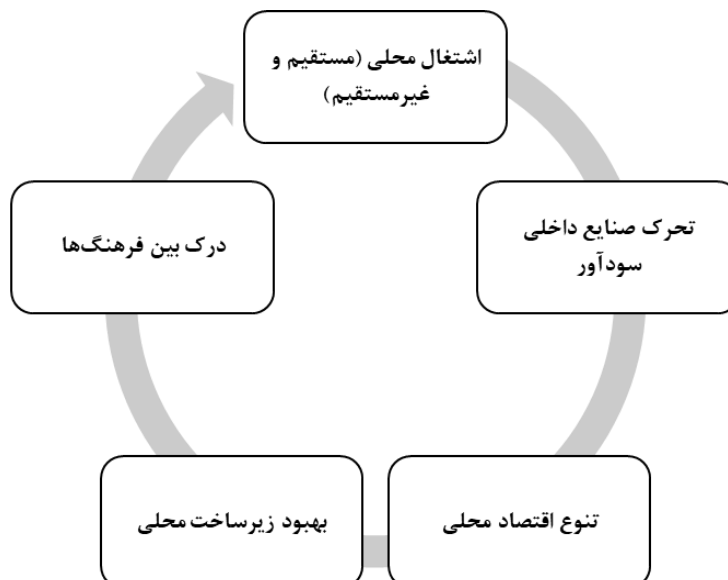 اشتغال محلی (مستقیم و
غیرمستقیم)
تحرک صنایع داخلی
سودآور
تنوع اقتصاد محلی
بهبود زیرساخت محلی
درک بین فرهنگ‌ها